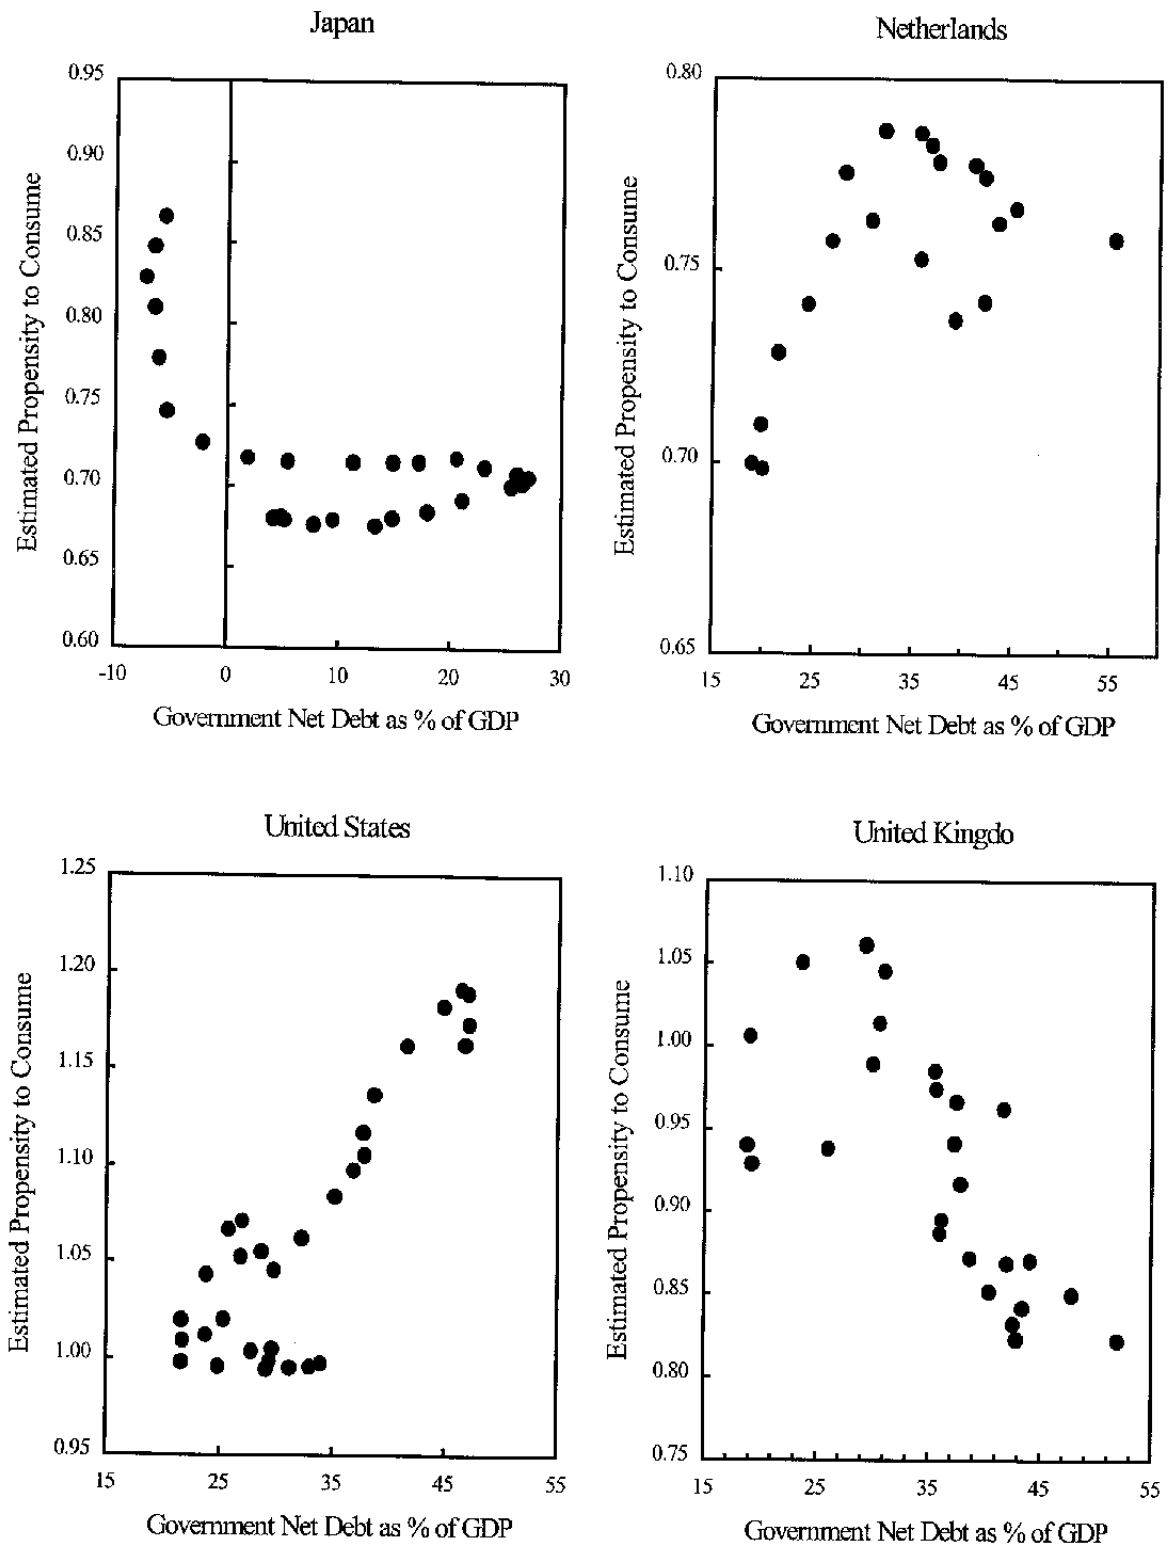 Japan
0.95
0.90
0.85
0.80
0.75
0.70
0.65
0.60
-10 0 10 20 30
Estimated Propensity to Consume
Government Net Debt as % of GDP
Netherlands
0.80
0.75
0.70
0.65
15 25 35 45 55
Estimated Propensity to Consume
Government Net Debt as % of GDP
United States
1.25
1.20
1.15
1.10
1.05
1.00
0.95
15 25 35 45 55
Estimated Propensity to Consume
Government Net Debt as % of GDP
United Kingdo
1.10
1.05
1.00
0.95
0.90
0.85
0.80
0.75
15 25 35 45 55
Estimated Propensity to Consume
Government Net Debt as % of GDP